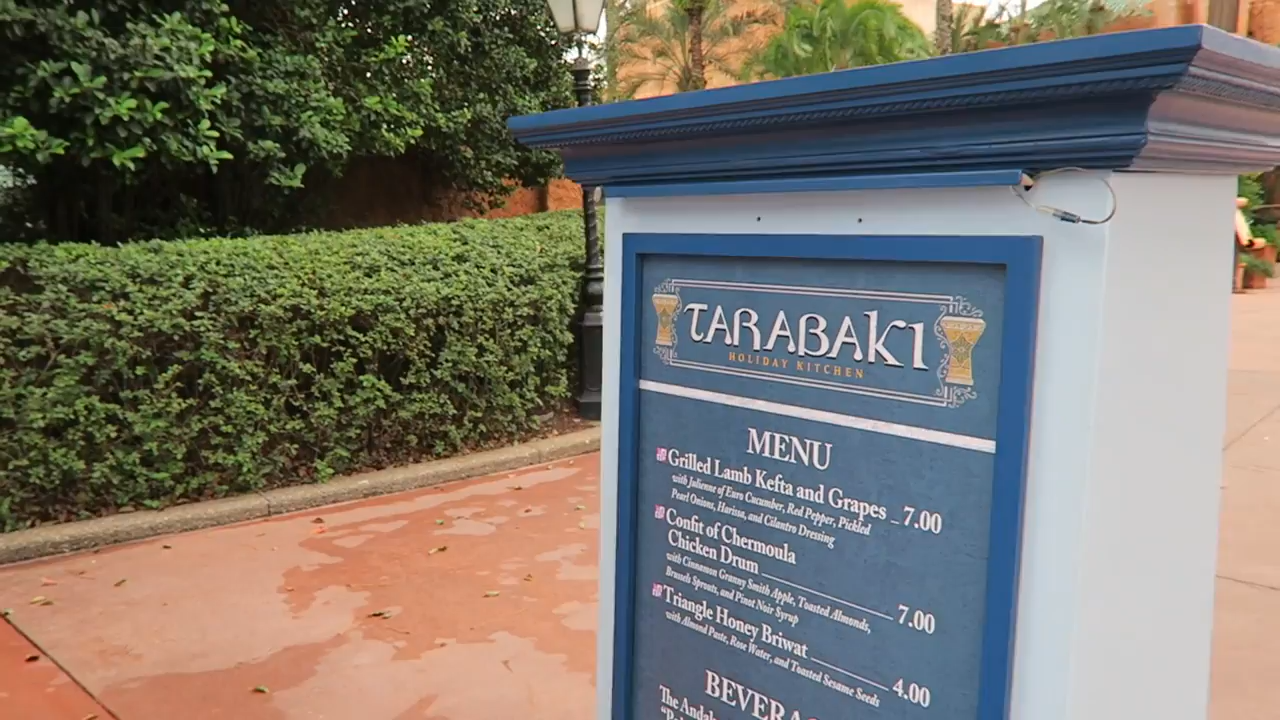 TARABAKI
HOLIDAY KITCHEN
MENU
Grilled Lamb Kefta and Grapes 7.00
with Julienne of Euro Cucumber, Red Pepper, Pickled
Pearl Onions, Harissa, and Cilantro Dressing
Confit of Chermoula
Chicken Drum 7.00
with Cinnamon Granny Smith Apple, Toasted Almonds,
Brussels Sprouts, and Pinot Noir Syrup
Triangle Honey Briwat 4.00
with Almond Paste, Rose Water, and Toasted Sesame Seeds
BEVERAG
The Andal